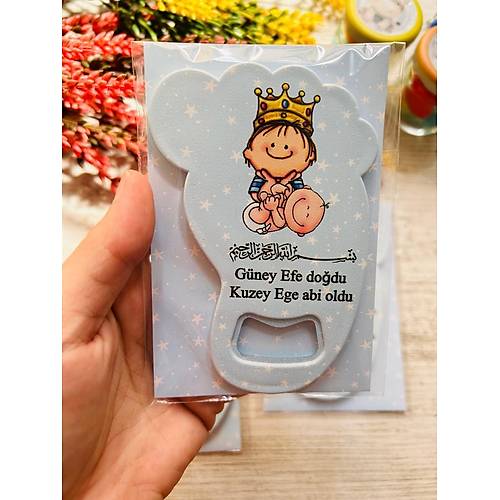 بسم الله الرحمن الرحيم
Güney Efe doğdu
Kuzey Ege abi oldu